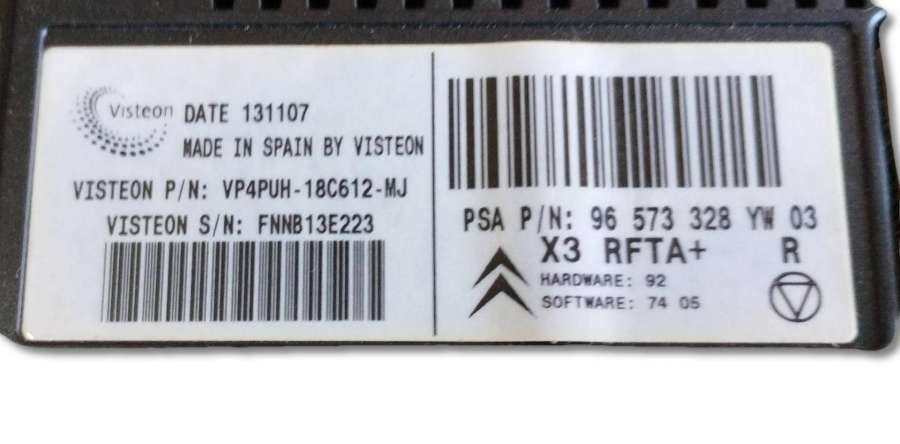 Visteon DATE 131107
MADE IN SPAIN BY VISTEON
VISTEON P/N: VP4PUH-18C612-MJ
VISTEON S/N: FNNB13E223
PSA P/N: 96 573 328 YW 03
X3 RFTA+ R
HARDWARE: 92
SOFTWARE: 74 05